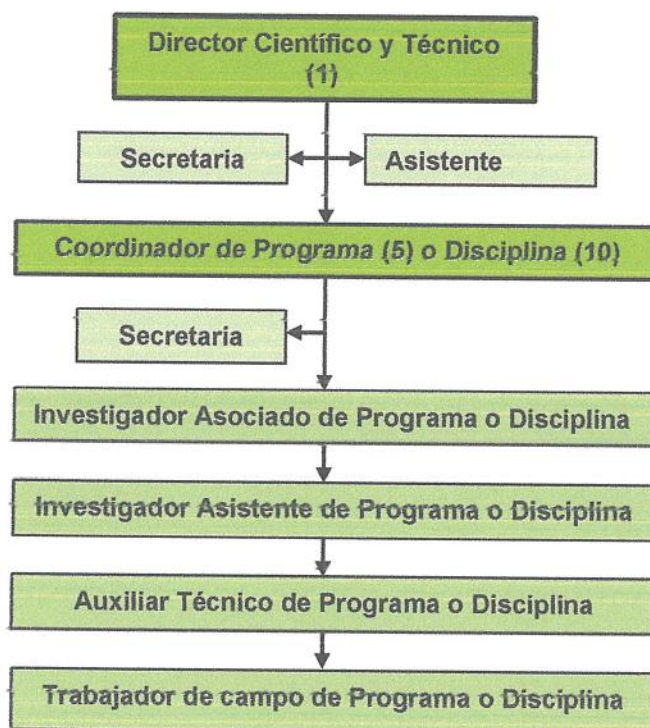 Director Científico y Técnico
(1)
Secretaria
Asistente
Coordinador de Programa (5) o Disciplina (10)
Secretaria
Investigador Asociado de Programa o Disciplina
Investigador Asistente de Programa o Disciplina
Auxiliar Técnico de Programa o Disciplina
Trabajador de campo de Programa o Disciplina